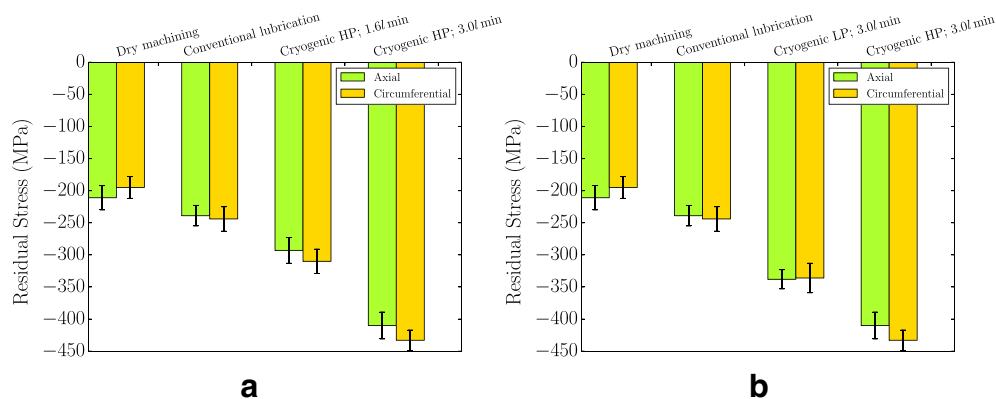 Dry machining
Conventional lubrication
Cryogenic HP; 1.6l min
Cryogenic HP; 3.0l min
Residual Stress (MPa)
0
−50
−100
−150
−200
−250
−300
−350
−400
−450
Axial
Circumferential
a
Dry machining
Conventional lubrication
Cryogenic LP; 3.0l min
Cryogenic HP; 3.0l min
Residual Stress (MPa)
0
−50
−100
−150
−200
−250
−300
−350
−400
−450
Axial
Circumferential
b